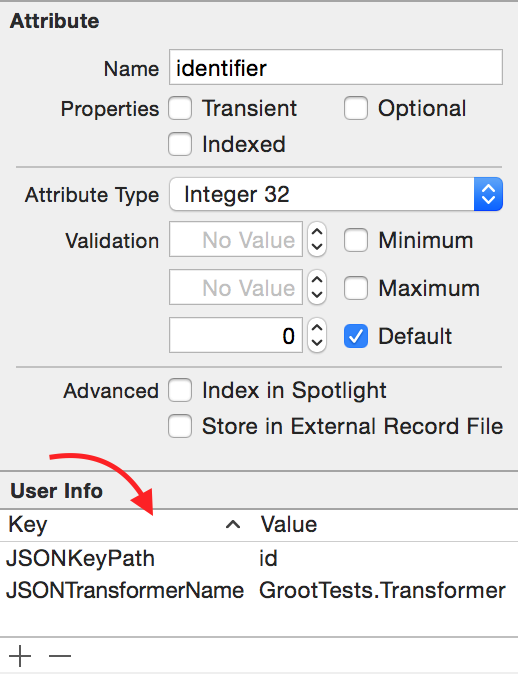 Attribute
Name identifier
Properties Transient Optional
Indexed
Attribute Type Integer 32
Validation No Value Minimum
No Value Maximum
0 Default
Advanced Index in Spotlight
Store in External Record File
User Info
Key Value
JSONKeyPath id
JSONTransformerName GrootTests.Transformer